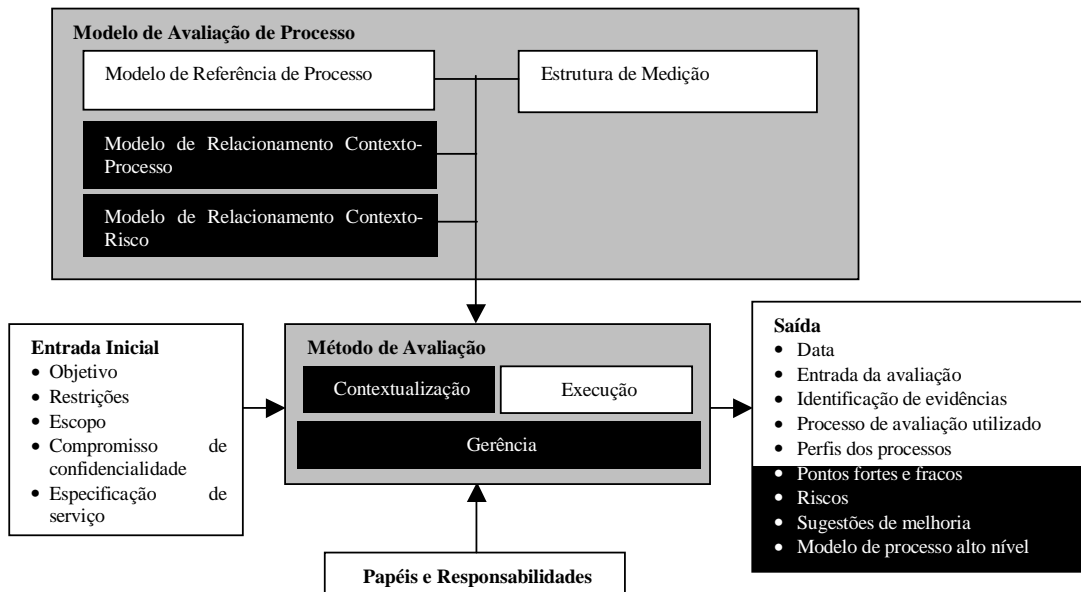 Modelo de Avaliação de Processo
Modelo de Referência de Processo
Estrutura de Medição
Modelo de Relacionamento Contexto-
Processo
Modelo de Relacionamento Contexto-
Risco
Entrada Inicial
• Objetivo
• Restrições
• Escopo
• Compromisso de
confidencialidade
• Especificação de
serviço
Método de Avaliação
Contextualização
Execução
Gerência
Papéis e Responsabilidades
Saída
• Data
• Entrada da avaliação
• Identificação de evidências
• Processo de avaliação utilizado
• Perfis dos processos
• Pontos fortes e fracos
• Riscos
• Sugestões de melhoria
• Modelo de processo alto nível